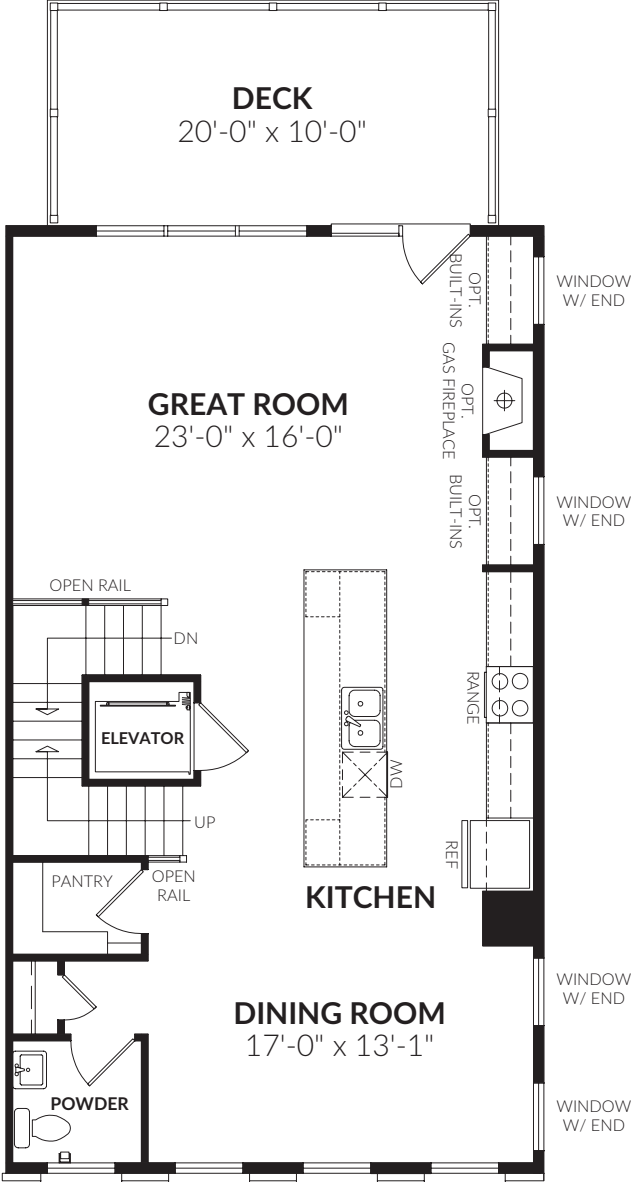 DECK
20'-0" x 10'-0"
WINDOW
W/ END
OPT.
BUILT-INS
GREAT ROOM
23'-0" x 16'-0"
OPT.
GAS FIREPLACE
WINDOW
W/ END
OPT.
BUILT-INS
OPEN RAIL
DN
ELEVATOR
RANGE
DW
UP
REF
PANTRY
OPEN
RAIL
KITCHEN
WINDOW
W/ END
DINING ROOM
17'-0" x 13'-1"
POWDER
WINDOW
W/ END